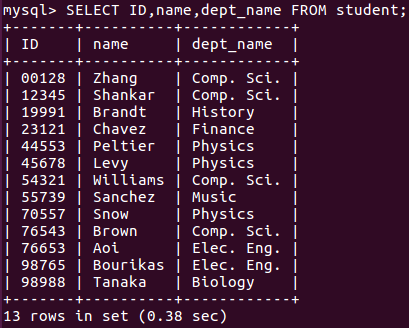 mysql> SELECT ID,name,dept_name FROM student;
+-------+----------+------------+
| ID    | name     | dept_name  |
+-------+----------+------------+
| 00128 | Zhang    | Comp. Sci. |
| 12345 | Shankar  | Comp. Sci. |
| 19991 | Brandt   | History    |
| 23121 | Chavez   | Finance    |
| 44553 | Peltier  | Physics    |
| 45678 | Levy     | Physics    |
| 54321 | Williams | Comp. Sci. |
| 55739 | Sanchez  | Music      |
| 70557 | Snow     | Physics    |
| 76543 | Brown    | Comp. Sci. |
| 76653 | Aoi      | Elec. Eng. |
| 98765 | Bourikas | Elec. Eng. |
| 98988 | Tanaka   | Biology    |
+-------+----------+------------+
13 rows in set (0.38 sec)